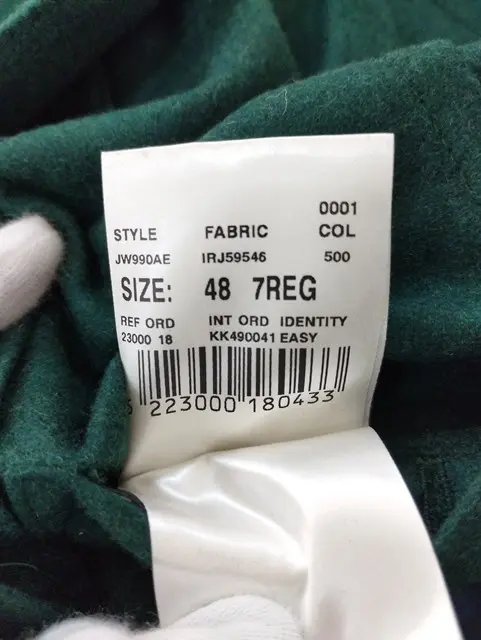 0001
STYLE FABRIC COL
JW990AE IRJ59546 500
SIZE: 48 7REG
REF ORD INT ORD IDENTITY
23000 18 KK490041 EASY
223000 180433